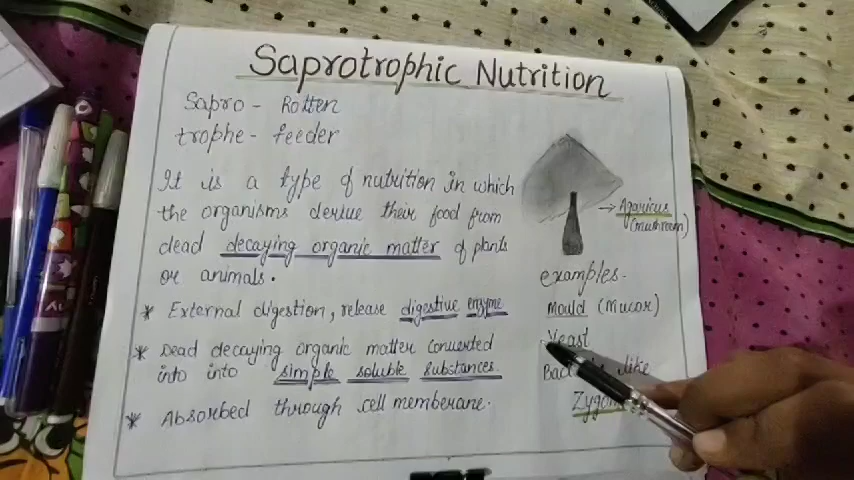 Saprotrophic Nutrition
Sapro - Rotten
trophe - feeder
It is a type of nutrition in which
the organisms derive their food from
dead decaying organic matter of plants
or animals.
* External digestion, release digestive enzyme
* Dead decaying organic matter converted
into into simple soluble substances.
* Absorbed through cell memberane.
→ Agaricus
(mushroom)
examples-
Mould (Mucor)
Yeast
like